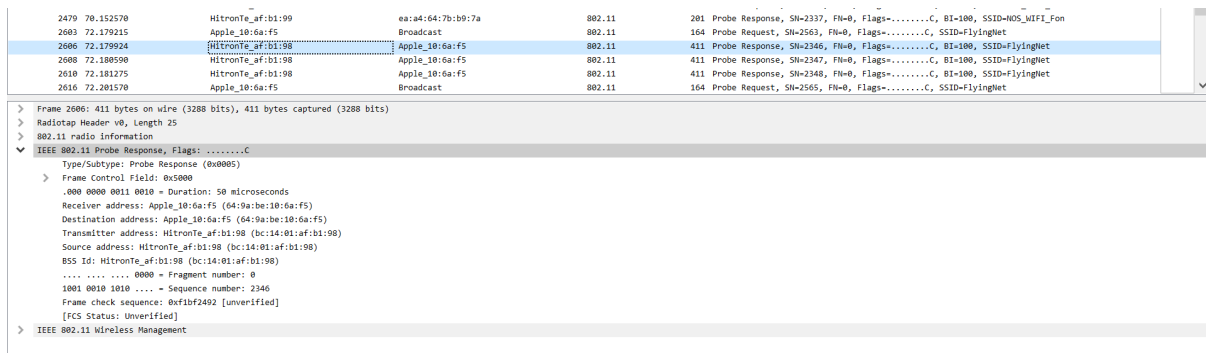 2479 70.152570 HitronTe_af:b1:99 ea:a4:64:7b:b9:7a 802.11 201 Probe Response, SN=2337, FN=0, Flags=........C, BI=100, SSID=NOS_WIFI_Fon
2603 72.179215 Apple_10:6a:f5 Broadcast 802.11 164 Probe Request, SN=2563, FN=0, Flags=........C, SSID=FlyingNet
2606 72.179924 HitronTe_af:b1:98 Apple_10:6a:f5 802.11 411 Probe Response, SN=2346, FN=0, Flags=........C, BI=100, SSID=FlyingNet
2608 72.180590 HitronTe_af:b1:98 Apple_10:6a:f5 802.11 411 Probe Response, SN=2347, FN=0, Flags=........C, BI=100, SSID=FlyingNet
2610 72.181275 HitronTe_af:b1:98 Apple_10:6a:f5 802.11 411 Probe Response, SN=2348, FN=0, Flags=........C, BI=100, SSID=FlyingNet
2616 72.201570 Apple_10:6a:f5 Broadcast 802.11 164 Probe Request, SN=2565, FN=0, Flags=........C, SSID=FlyingNet
Frame 2606: 411 bytes on wire (3288 bits), 411 bytes captured (3288 bits)
Radiotap Header v0, Length 25
802.11 radio information
IEEE 802.11 Probe Response, Flags: ........C
Type/Subtype: Probe Response (0x0005)
Frame Control Field: 0x5000
.000 0000 0011 0010 = Duration: 50 microseconds
Receiver address: Apple_10:6a:f5 (64:9a:be:10:6a:f5)
Destination address: Apple_10:6a:f5 (64:9a:be:10:6a:f5)
Transmitter address: HitronTe_af:b1:98 (bc:14:01:af:b1:98)
Source address: HitronTe_af:b1:98 (bc:14:01:af:b1:98)
BSS Id: HitronTe_af:b1:98 (bc:14:01:af:b1:98)
.... .... .... 0000 = Fragment number: 0
1001 0010 1010 .... = Sequence number: 2346
Frame check sequence: 0xf1bf2492 [unverified]
[FCS Status: Unverified]
IEEE 802.11 Wireless Management